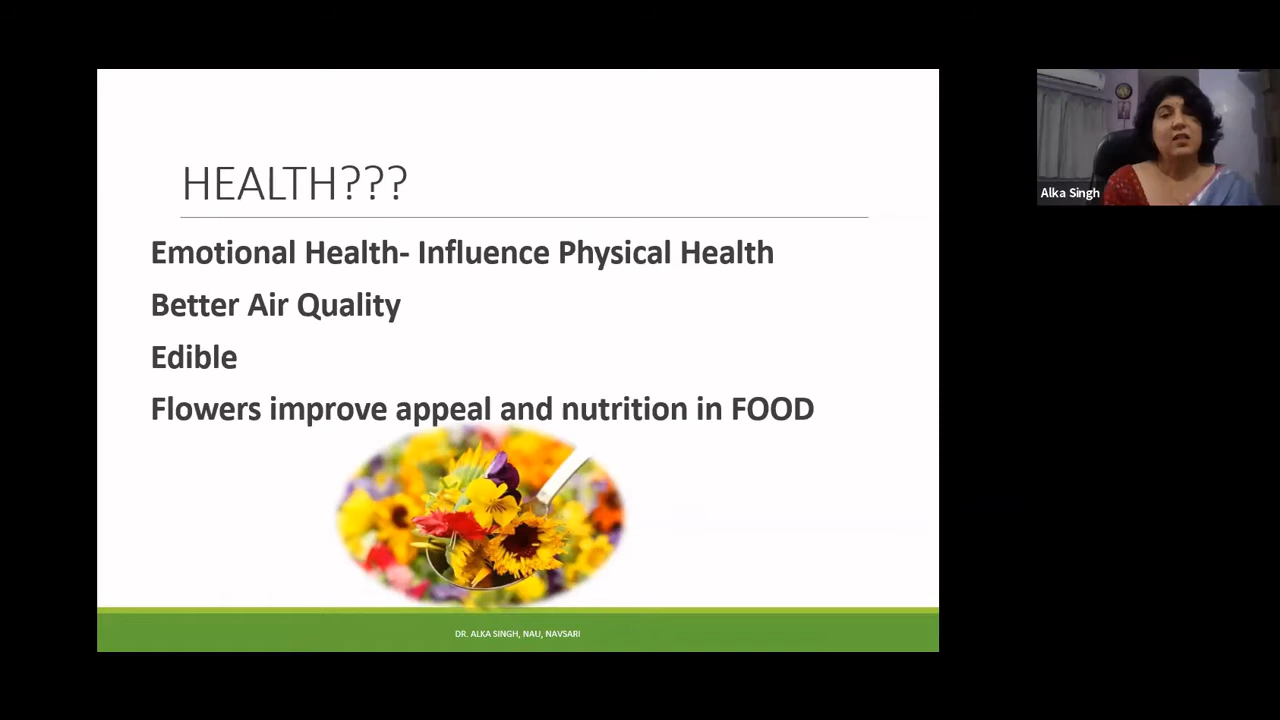 HEALTH???
Emotional Health- Influence Physical Health
Better Air Quality
Edible
Flowers improve appeal and nutrition in FOOD
DR. ALKA SINGH, NAU, NAVSARI
Alka Singh